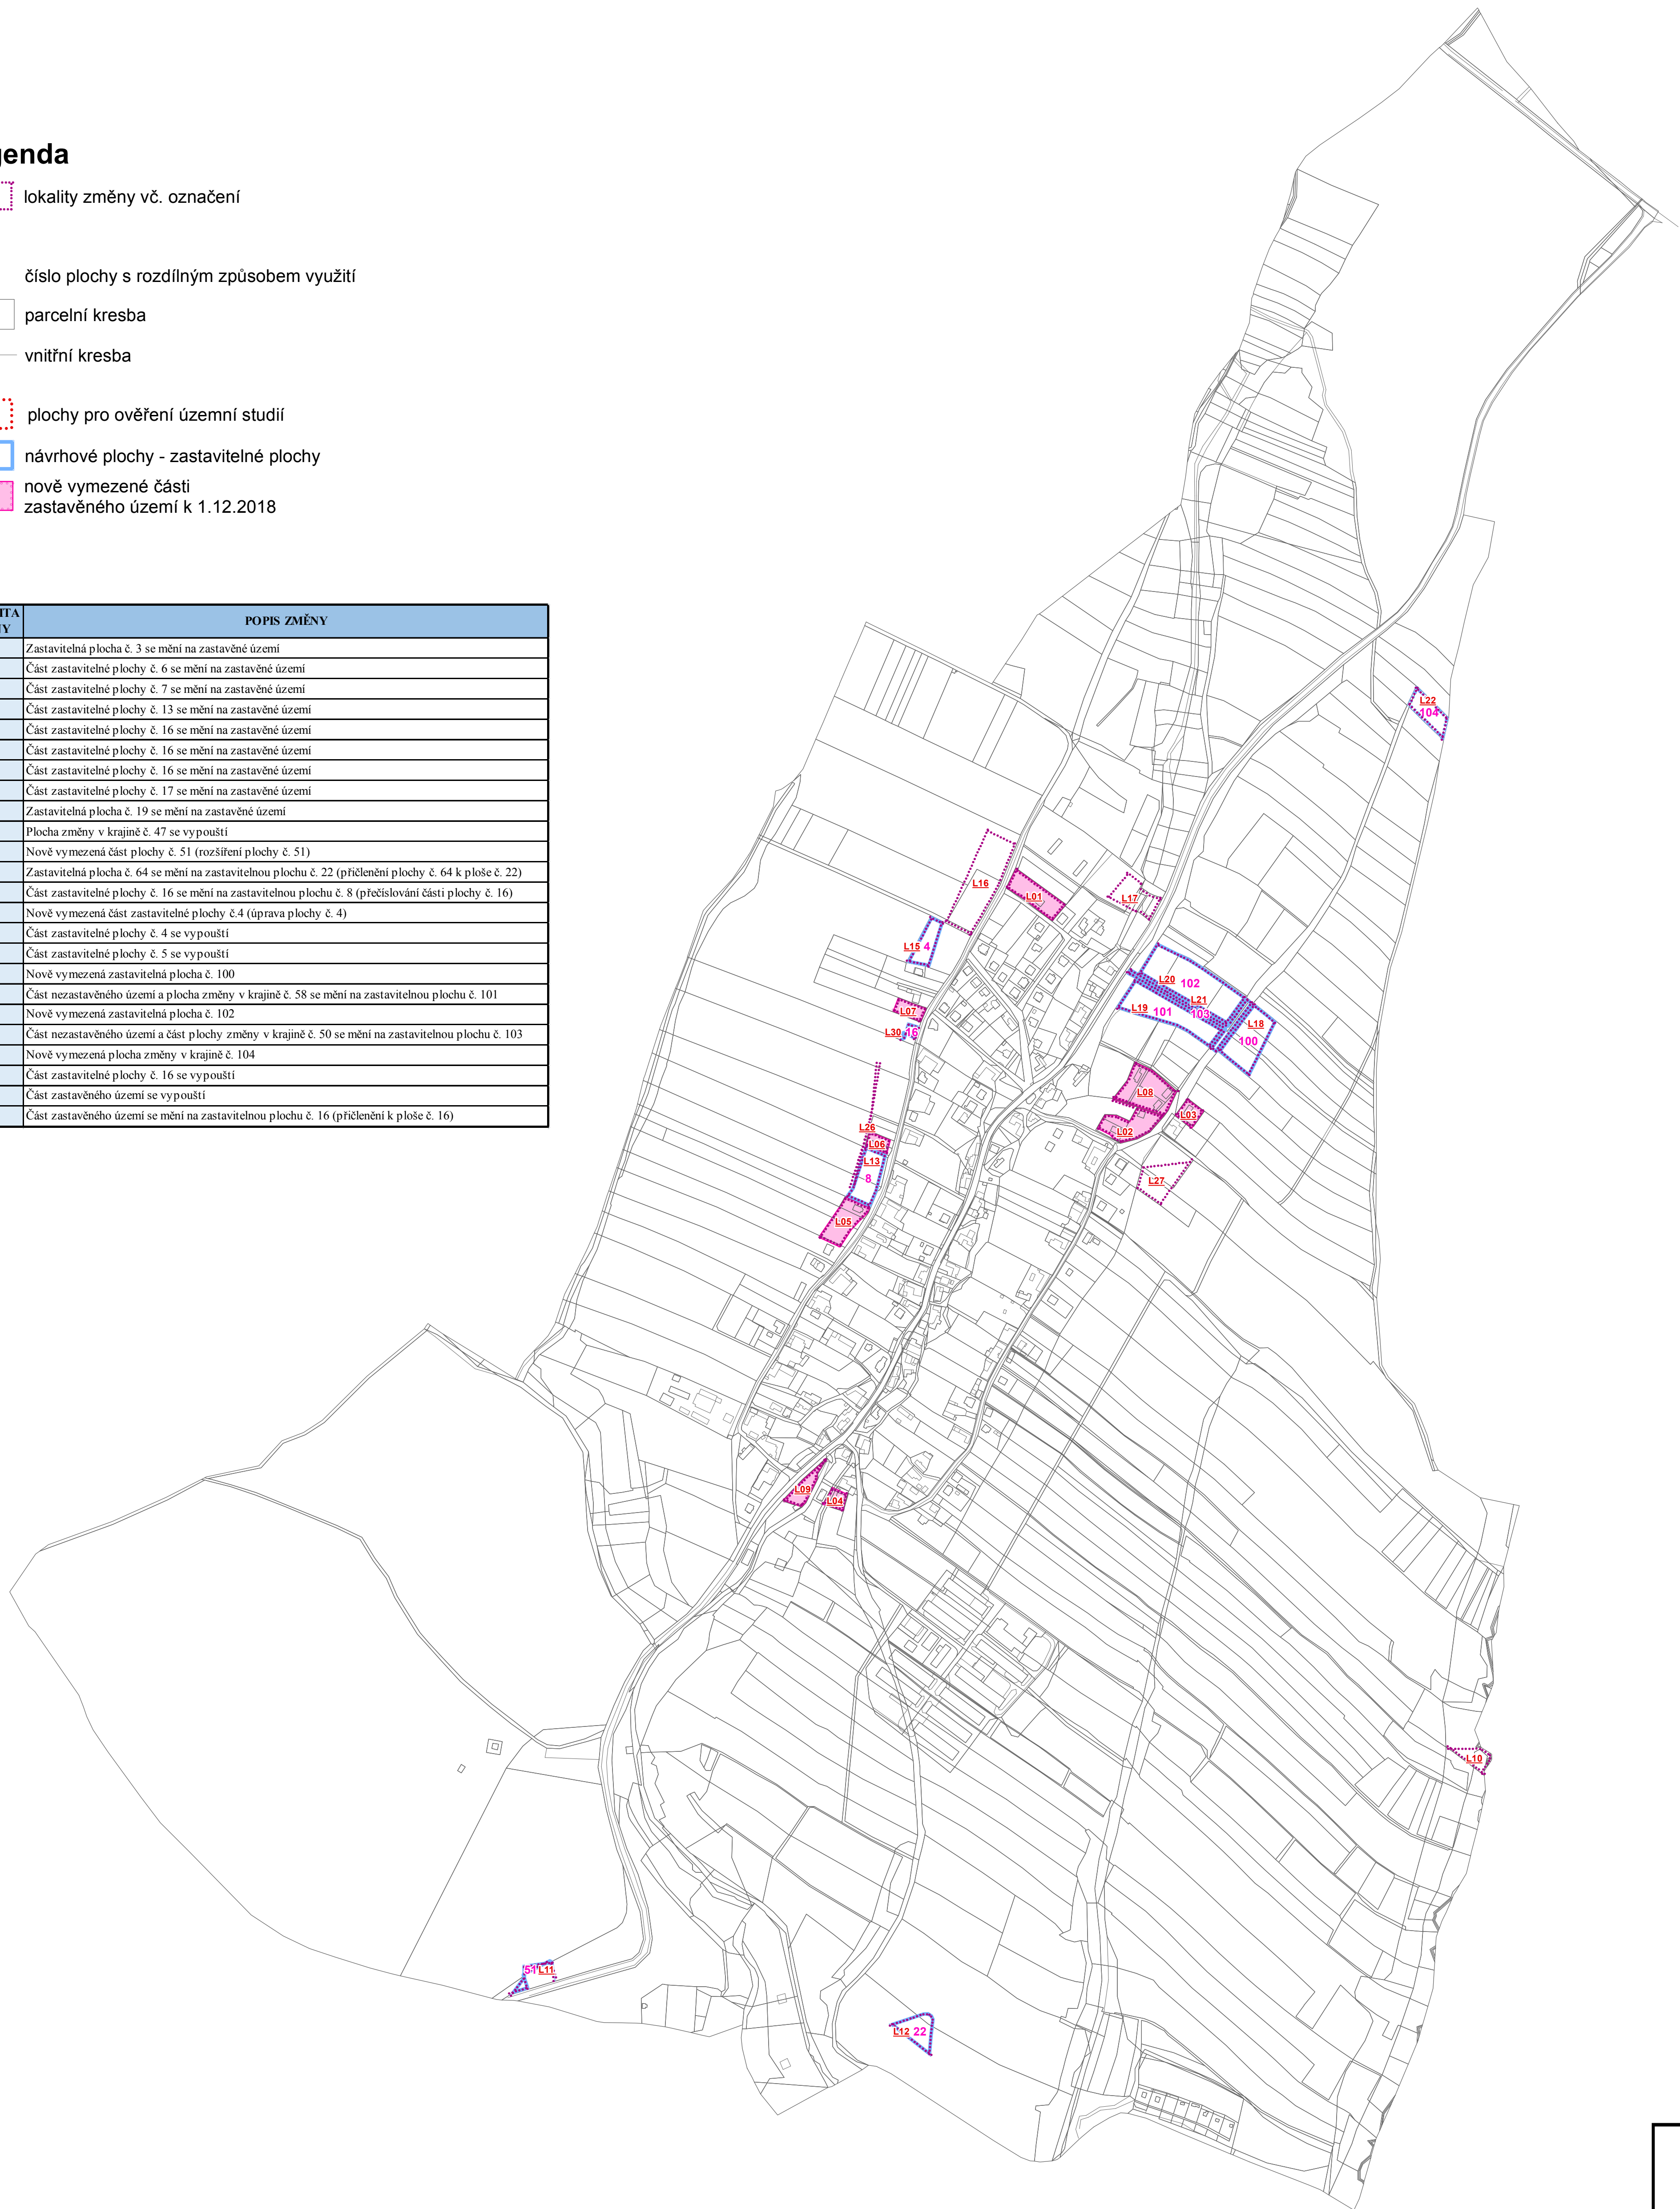 genda
lokality změny vč. označení
číslo plochy s rozdílným způsobem využití
parcelní kresba
vnitřní kresba
plochy pro ověření územní studií
návrhové plochy - zastavitelné plochy
nově vymezené části
zastavěného území k 1.12.2018
POPIS ZMĚNY
Zastavitelná plocha č. 3 se mění na zastavěné území
Část zastavitelné plochy č. 6 se mění na zastavěné území
Část zastavitelné plochy č. 7 se mění na zastavěné území
Část zastavitelné plochy č. 13 se mění na zastavěné území
Část zastavitelné plochy č. 16 se mění na zastavěné území
Část zastavitelné plochy č. 16 se mění na zastavěné území
Část zastavitelné plochy č. 16 se mění na zastavěné území
Část zastavitelné plochy č. 17 se mění na zastavěné území
Zastavitelná plocha č. 19 se mění na zastavěné území
Plocha změny v krajině č. 47 se vypouští
Nově vymezená část plochy č. 51 (rozšíření plochy č. 51)
Zastavitelná plocha č. 64 se mění na zastavitelnou plochu č. 22 (přičlenění plochy č. 64 k ploše č. 22)
Část zastavitelné plochy č. 16 se mění na zastavitelnou plochu č. 8 (přečíslování části plochy č. 16)
Nově vymezená část zastavitelné plochy č.4 (úprava plochy č. 4)
Část zastavitelné plochy č. 4 se vypouští
Část zastavitelné plochy č. 5 se vypouští
Nově vymezená zastavitelná plocha č. 100
Část nezastavěného území a plocha změny v krajině č. 58 se mění na zastavitelnou plochu č. 101
Nově vymezená zastavitelná plocha č. 102
Část nezastavěného území a část plochy změny v krajině č. 50 se mění na zastavitelnou plochu č. 103
Nově vymezená plocha změny v krajině č. 104
Část zastavitelné plochy č. 16 se vypouští
Část zastavěného území se vypouští
Část zastavěného území se mění na zastavitelnou plochu č. 16 (přičlenění k ploše č. 16)
L22
104
L16
L01
L17
L15 4
L20 102
L21
L19 101
103
L18
100
L07
L30 16
L08
L03
L02
L26
L06
L13
8
L27
L05
L09
L04
L10
51 L11
L12 22